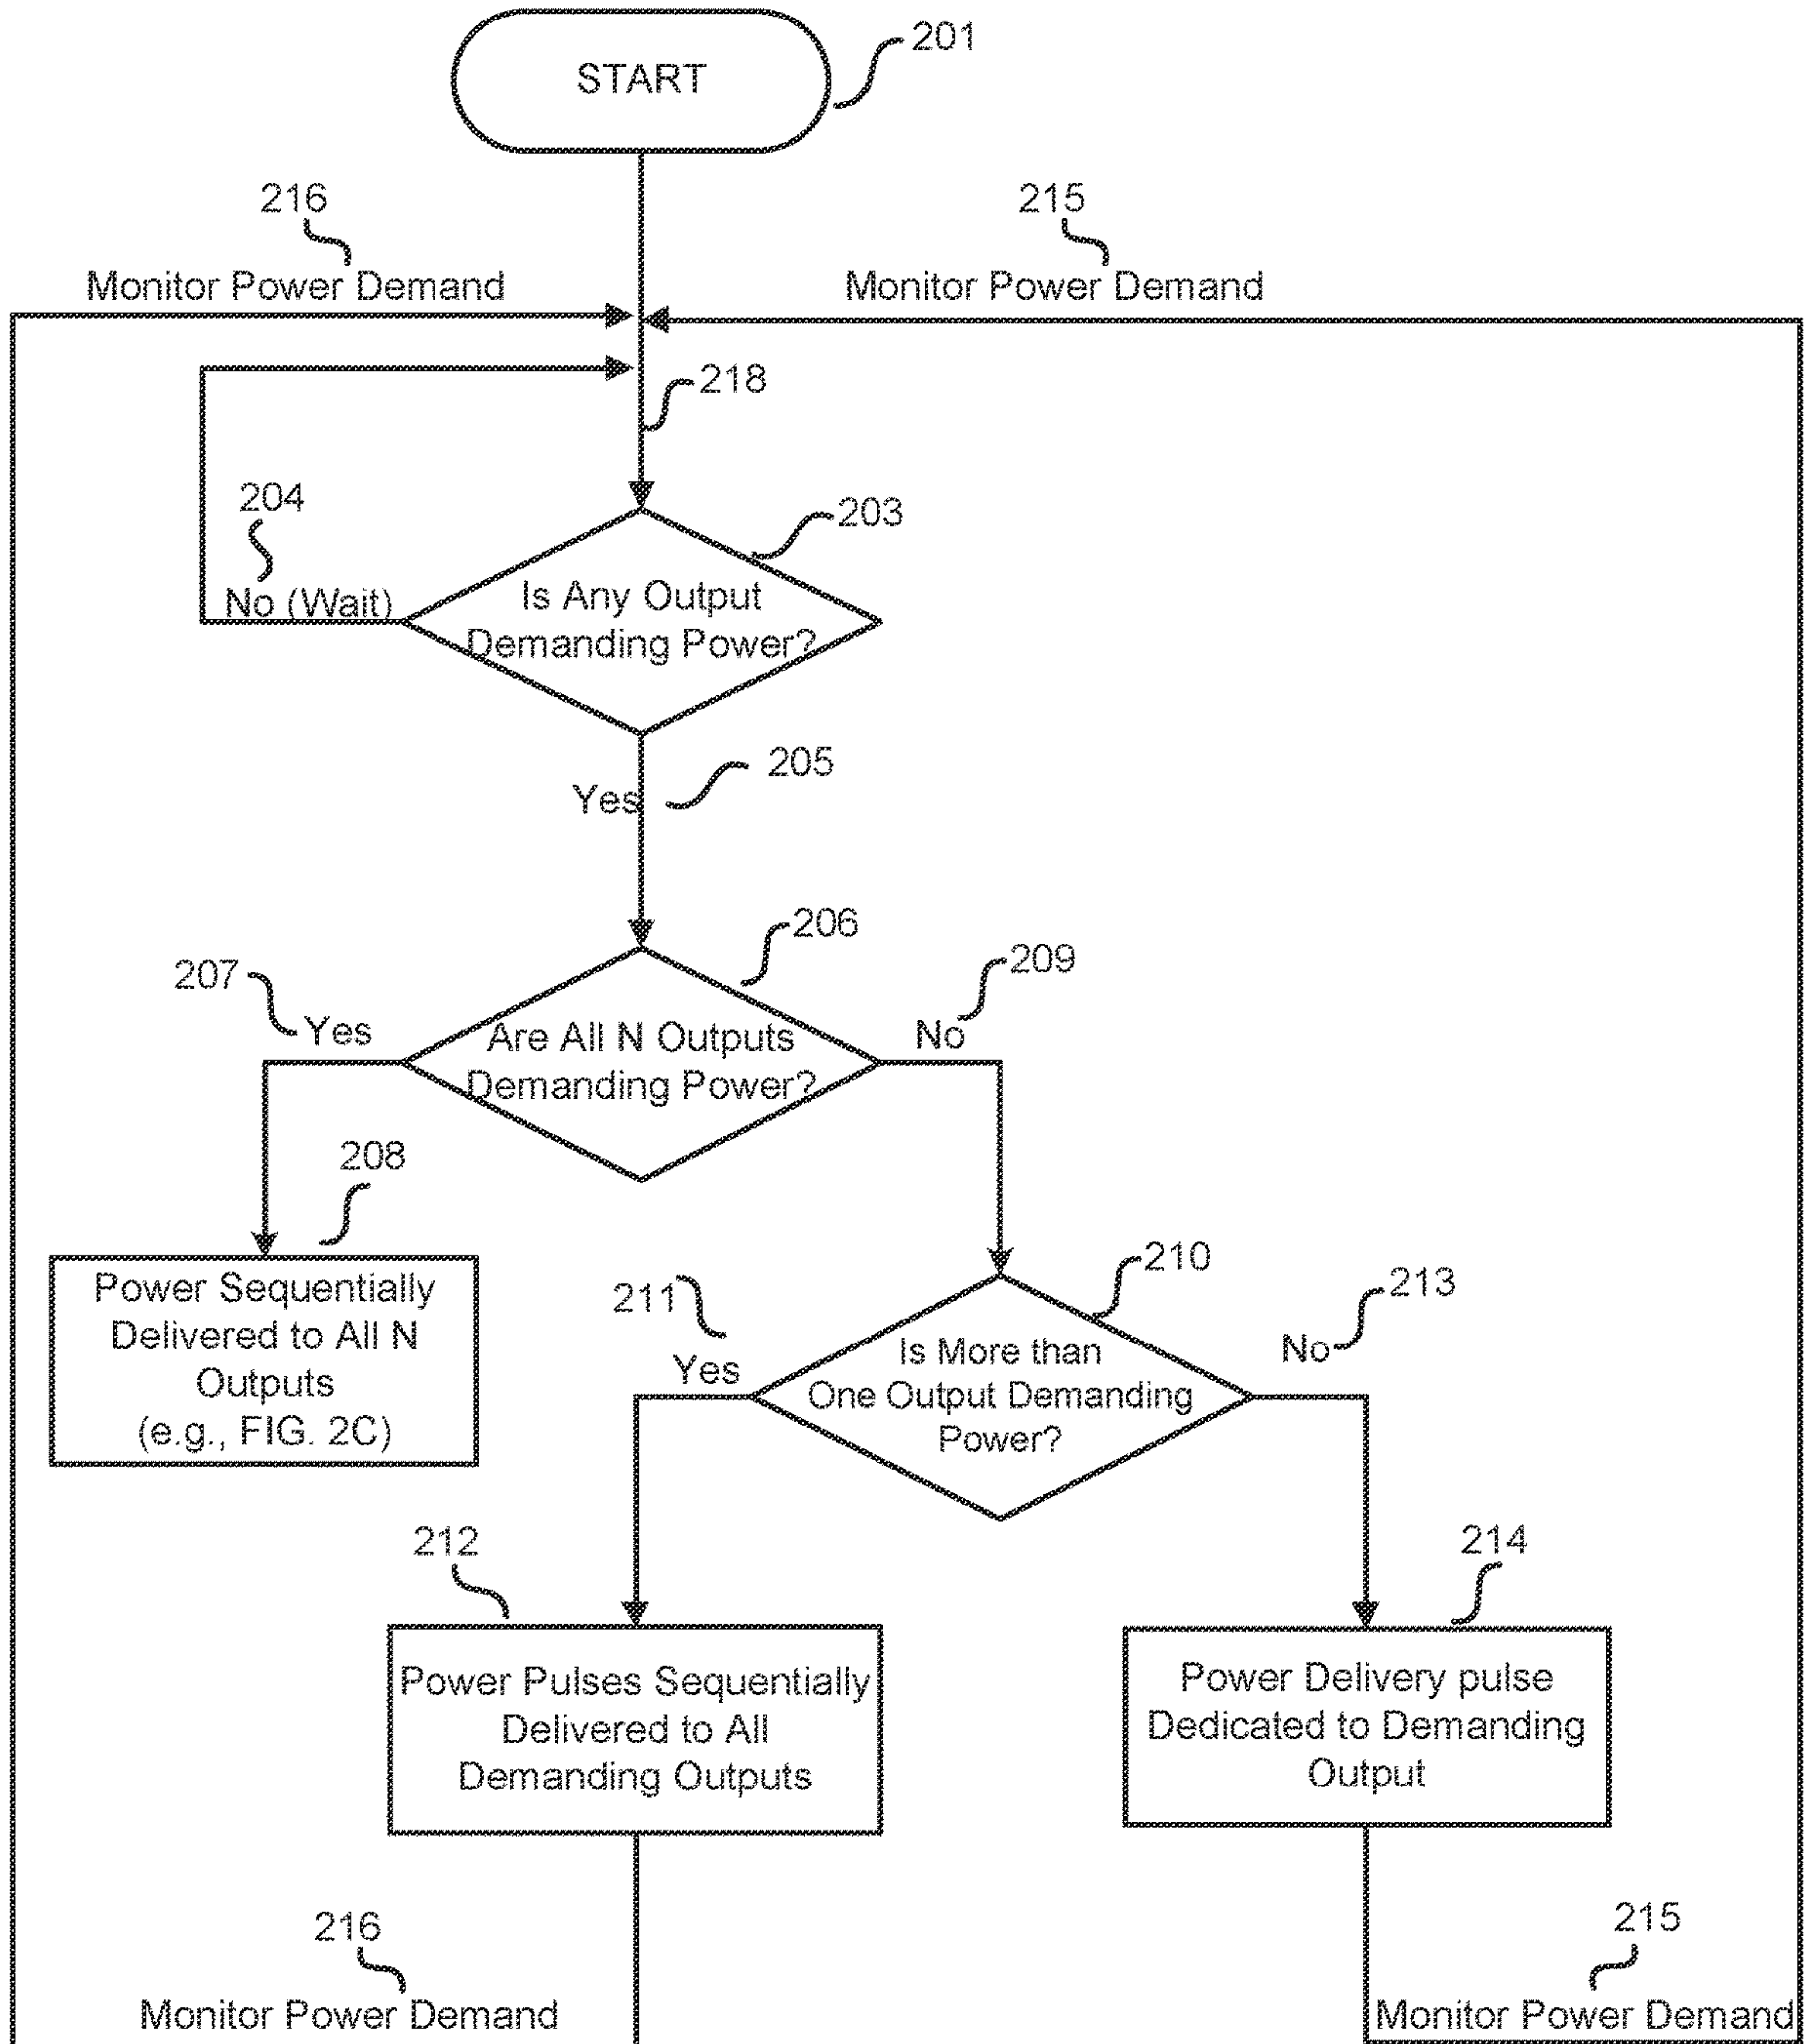 START
201
216
215
Monitor Power Demand
Monitor Power Demand
218
204
203
No (Wait)
Is Any Output
Demanding Power?
205
Yes
206
207
209
Yes
Are All N Outputs
Demanding Power?
No
208
Power Sequentially
Delivered to All N
Outputs
(e.g., FIG. 2C)
210
211
213
Yes
Is More than
One Output Demanding
Power?
No
212
214
Power Pulses Sequentially
Delivered to All
Demanding Outputs
Power Delivery pulse
Dedicated to Demanding
Output
216
215
Monitor Power Demand
Monitor Power Demand